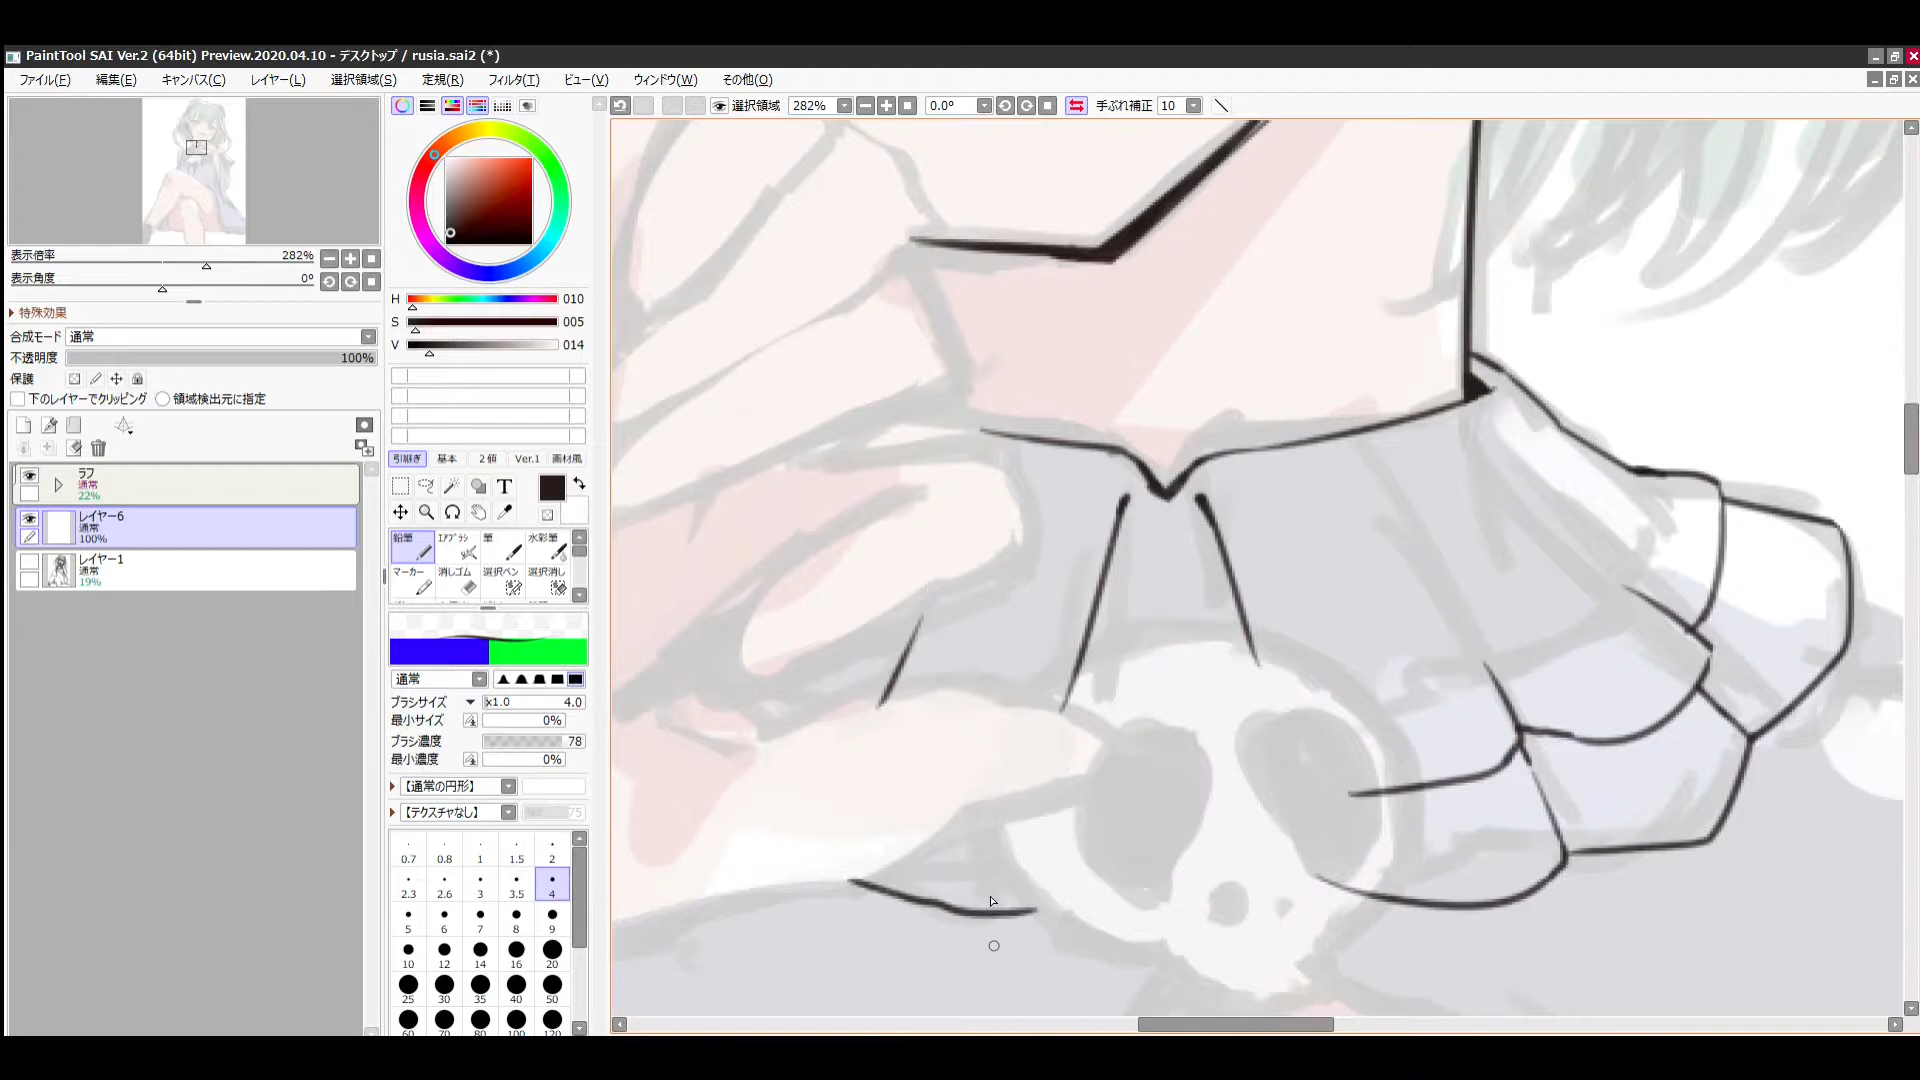 PaintTool SAI Ver.2 (64bit) Preview.2020.04.10 - デスクトップ / rusia.sai2 (*)
ファイル(F) 編集(E) キャンバス(C) レイヤー(L) 選択領域(S) 定規(R) フィルタ(T) ビュー(V) ウィンドウ(W) その他(O)
選択領域 282% 0.0° 手ぶれ補正 10
表示倍率 282%
表示角度 0°
特殊効果
合成モード 通常
不透明度 100%
保護
下のレイヤーでクリッピング 領域検出元に指定
ラフ
通常
22%
レイヤー6
通常
100%
レイヤー1
通常
19%
H 010
S 005
V 014
引継ぎ 基本 2値 Ver.1 画材風
T
鉛筆 エアブラシ 筆 水彩筆
マーカー 消しゴム 選択ペン 選択消し
通常
ブラシサイズ x1.0 4.0
最小サイズ 0%
ブラシ濃度 78
最小濃度 0%
【通常の円形】
【テクスチャなし】 75
0.7 0.8 1 1.5 2
2.3 2.6 3 3.5 4
5 6 7 8 9
10 12 14 16 20
25 30 35 40 50
60 70 80 100 120